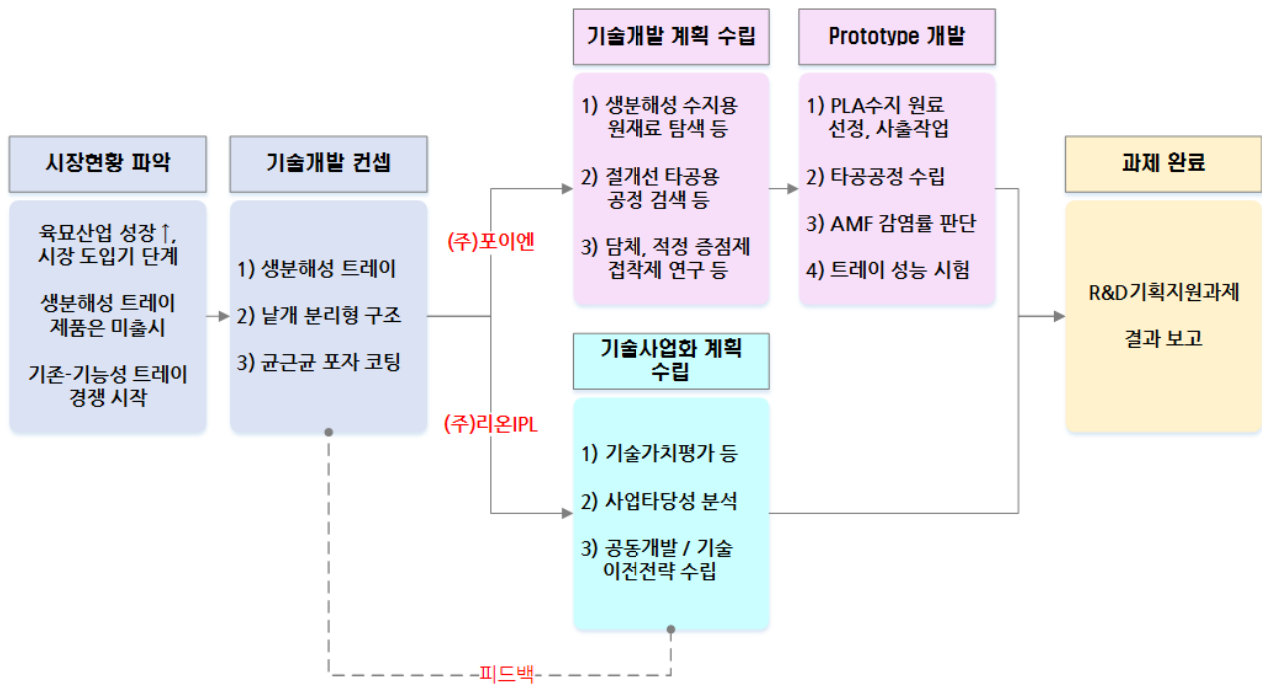 시장현황 파악
육묘산업 성장↑,
시장 도입기 단계
생분해성 트레이
제품은 미출시
기존-기능성 트레이
경쟁 시작
기술개발 컨셉
1) 생분해성 트레이
2) 낱개 분리형 구조
3) 균근균 포자 코팅
(주)포이엔
(주)리온IPL
기술개발 계획 수립
1) 생분해성 수지용
원재료 탐색 등
2) 절개선 타공용
공정 검색 등
3) 담체, 적정 증점제
접착제 연구 등
Prototype 개발
1) PLA수지 원료
선정, 사출작업
2) 타공공정 수립
3) AMF 감염률 판단
4) 트레이 성능 시험
기술사업화 계획
수립
1) 기술가치평가 등
2) 사업타당성 분석
3) 공동개발 / 기술
이전전략 수립
과제 완료
R&D기획지원과제
결과 보고
피드백